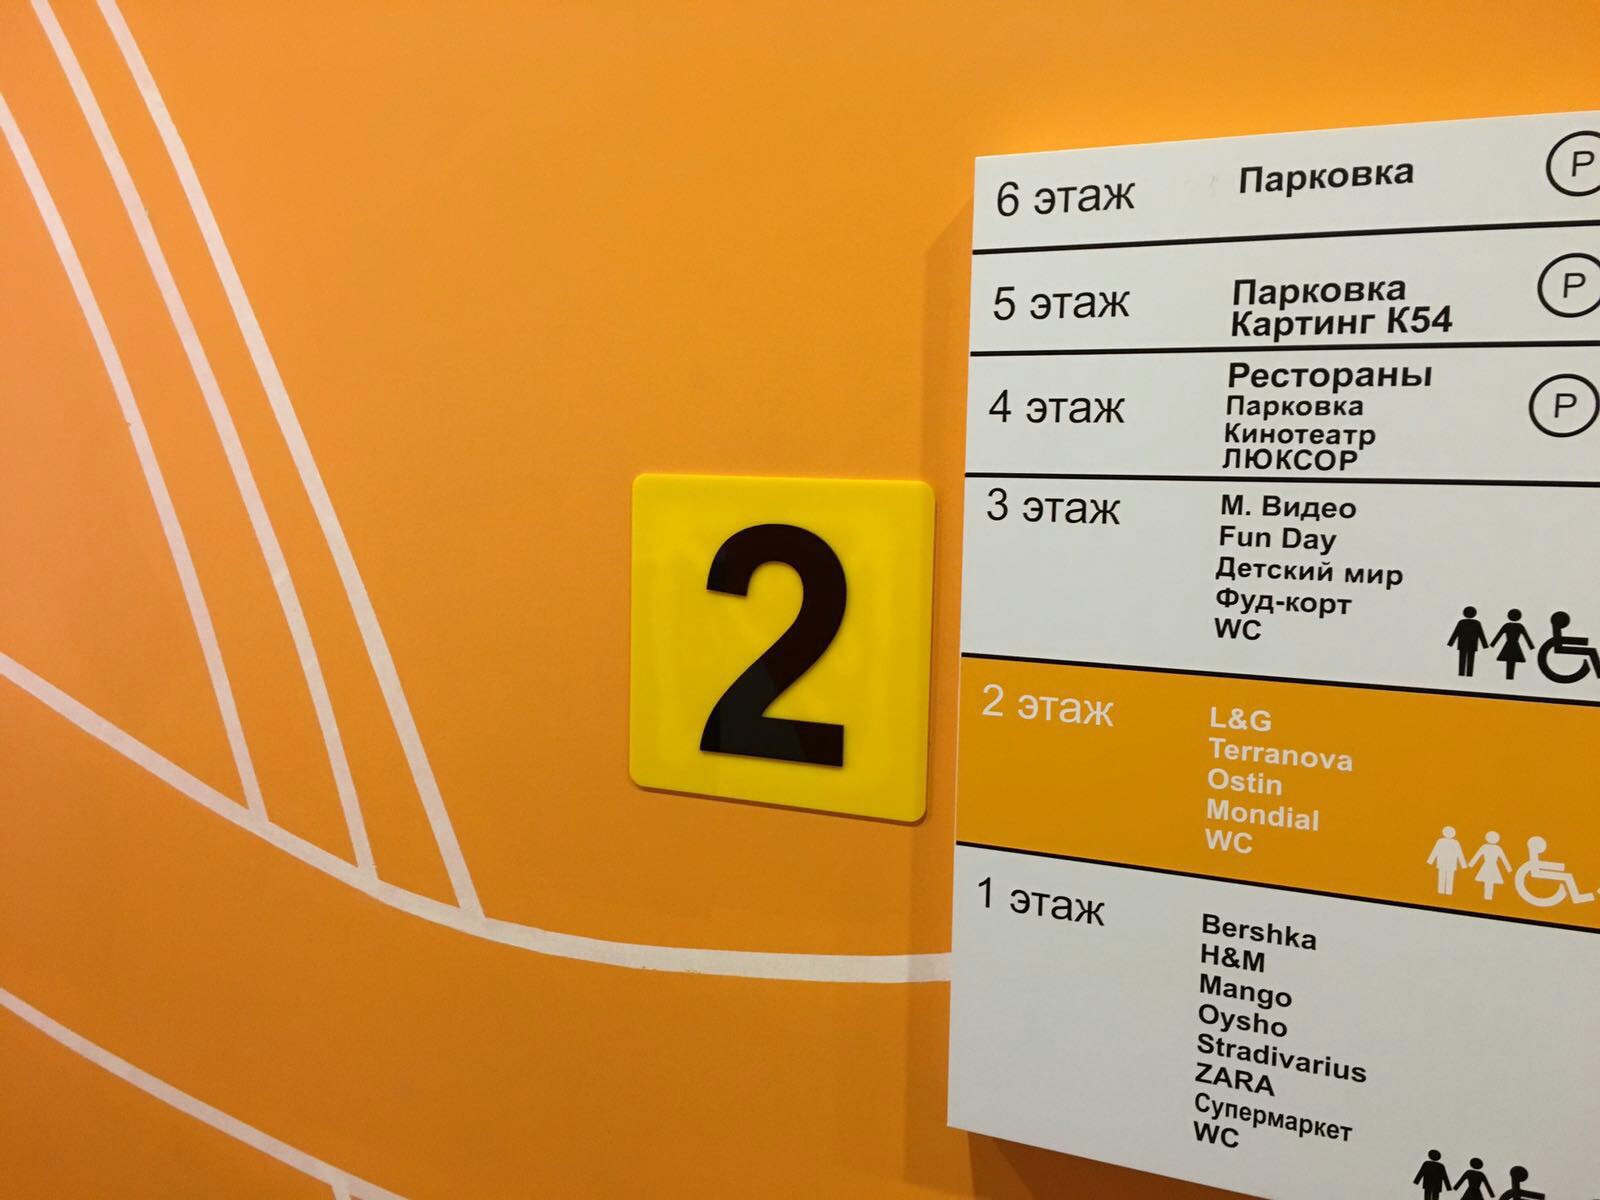 6 этаж Парковка P
5 этаж Парковка P
Картинг К54
4 этаж Рестораны P
Парковка
Кинотеатр
ЛЮКСОР
3 этаж М. Видео
Fun Day
Детский мир
Фуд-корт
WC
2
2 этаж L&G
Terranova
Ostin
Mondial
WC
1 этаж Bershka
H&M
Mango
Oysho
Stradivarius
ZARA
Супермаркет
WC